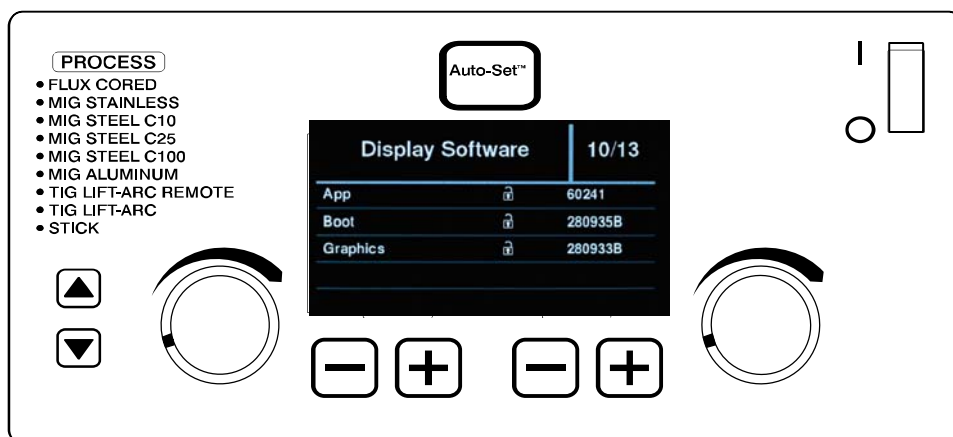 PROCESS
• FLUX CORED
• MIG STAINLESS
• MIG STEEL C10
• MIG STEEL C25
• MIG STEEL C100
• MIG ALUMINUM
• TIG LIFT-ARC REMOTE
• TIG LIFT-ARC
• STICK
Auto-Set™
Display Software 10/13
App 60241
Boot 280935B
Graphics 280933B